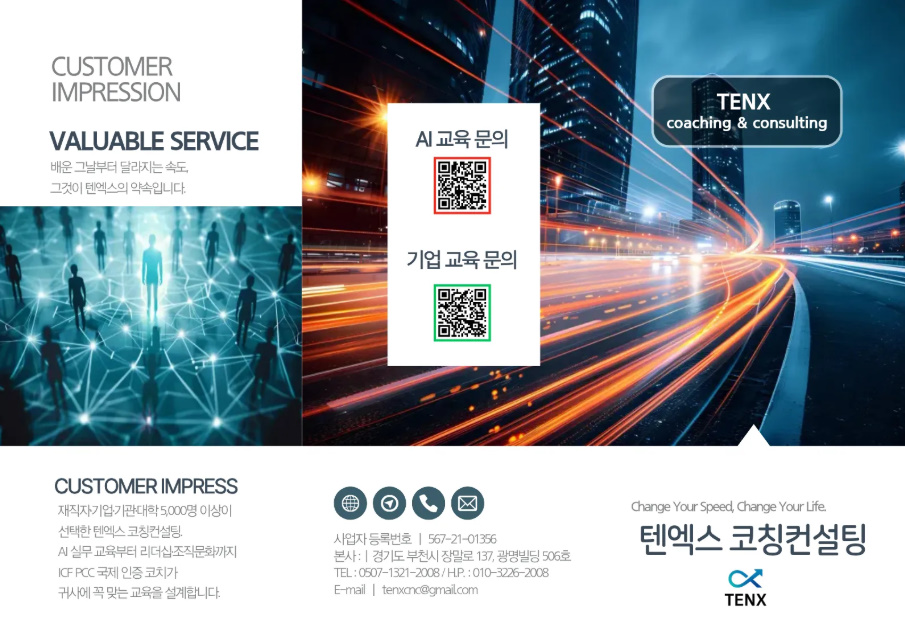 CUSTOMER
IMPRESSION
VALUABLE SERVICE
배운 그날부터 달라지는 속도,
그것이 텐엑스의 약속입니다.
AI 교육 문의
기업 교육 문의
TENX
coaching & consulting
CUSTOMER IMPRESS
재직자·기업·기관·대학 5,000명 이상이
선택한 텐엑스 코칭컨설팅.
AI 실무 교육부터 리더십·조직문화까지
ICF PCC 국제 인증 코치가
귀사에 꼭 맞는 교육을 설계합니다.
사업자 등록번호 | 567-21-01356
본사 : | 경기도 부천시 장말로 137, 광명빌딩 506호
TEL : 0507-1321-2008 / H.P. : 010-3226-2008
E-mail | tenxcnc@gmail.com
Change Your Speed, Change Your Life.
텐엑스 코칭컨설팅
TENX